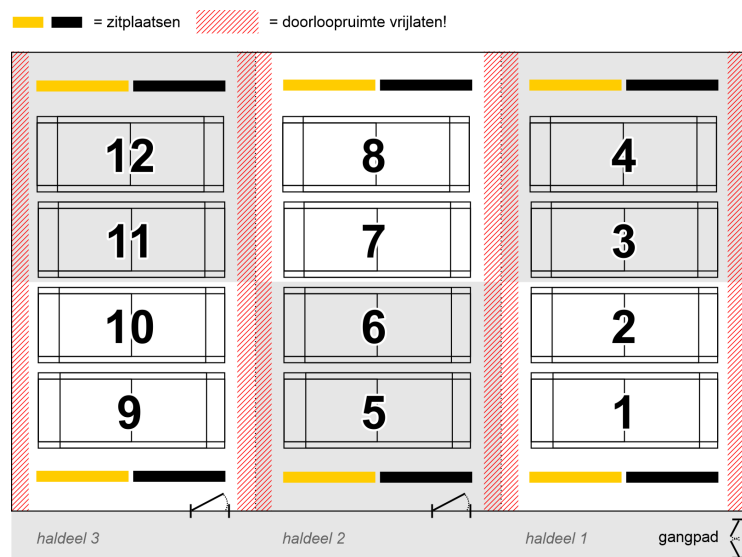 = zitplaatsen = doorloopruimte vrijlaten!
12 8 4
11 7 3
10 6 2
9 5 1
haldeel 3 haldeel 2 haldeel 1 gangpad